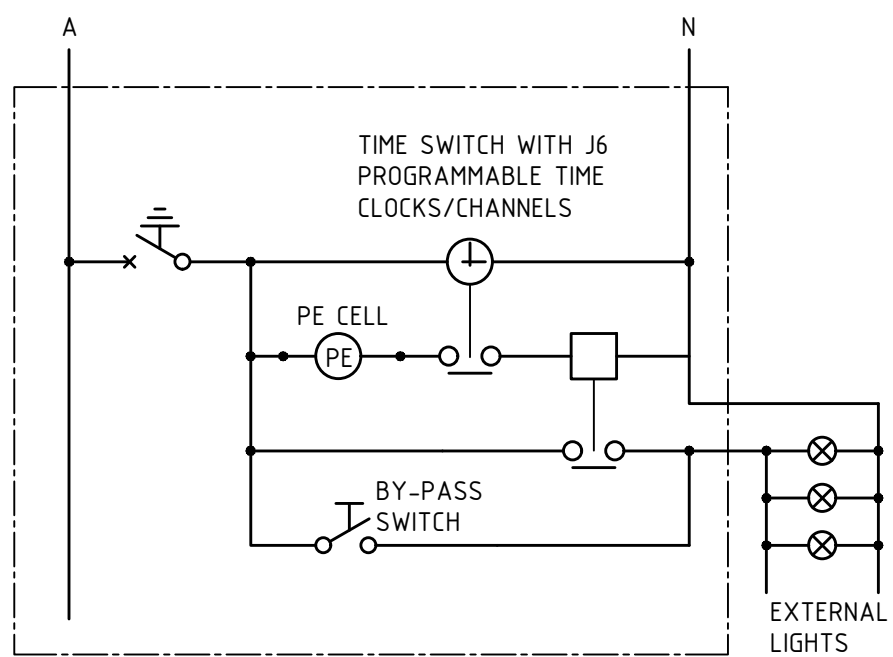 A
N
TIME SWITCH WITH J6
PROGRAMMABLE TIME
CLOCKS/CHANNELS
PE CELL
PE
BY-PASS
SWITCH
EXTERNAL
LIGHTS